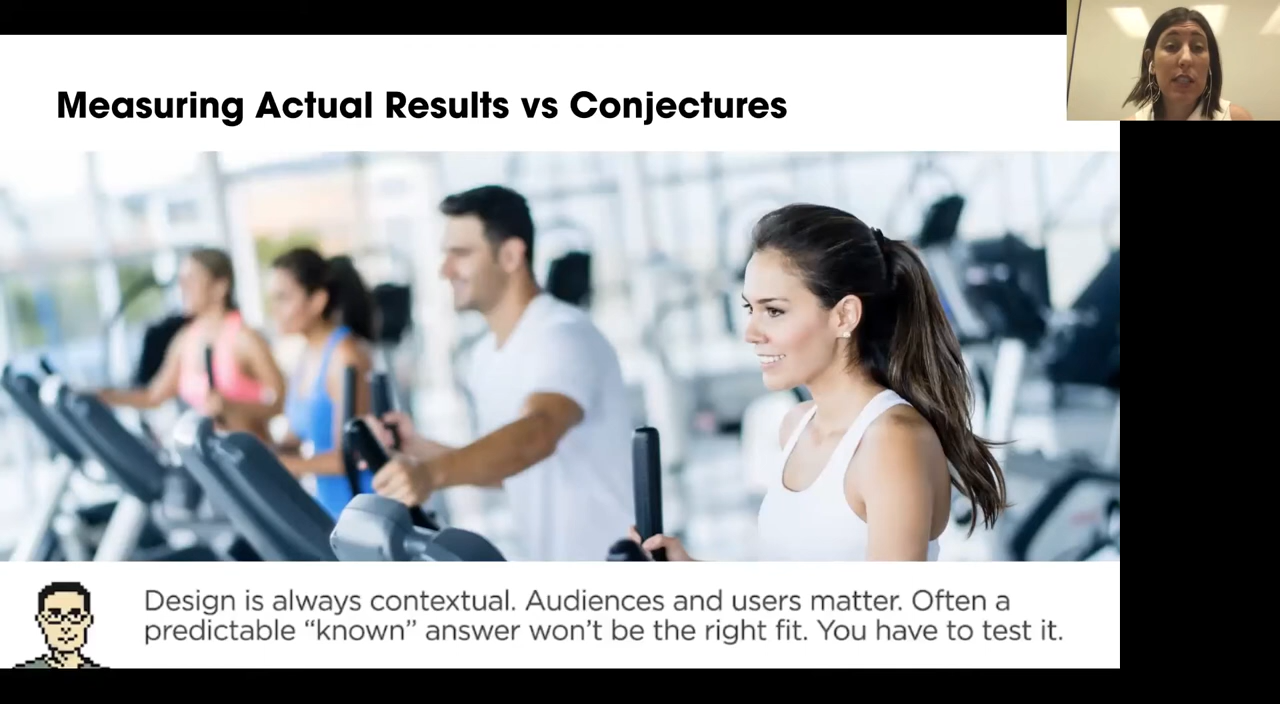 Measuring Actual Results vs Conjectures
Design is always contextual. Audiences and users matter. Often a
predictable “known” answer won’t be the right fit. You have to test it.